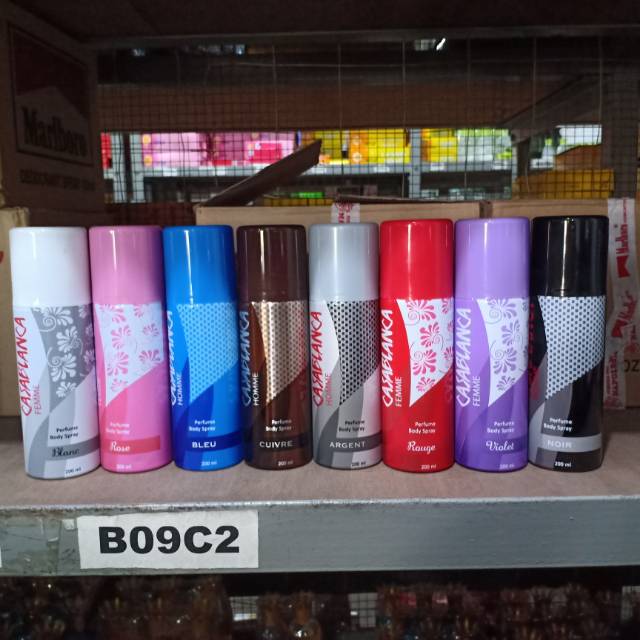 Marlboro
CASABLANCA
FEMME
Perfume
Body Spray
Blanc
200 ml
CASABLANCA
FEMME
Perfume
Body Spray
Rose
200 ml
CASABLANCA
HOMME
Perfume
Body Spray
BLEU
200 ml
CASABLANCA
HOMME
Perfume
Body Spray
CUIVRE
200 ml
CASABLANCA
HOMME
Perfume
Body Spray
ARGENT
200 ml
CASABLANCA
FEMME
Perfume
Body Spray
Rouge
200 ml
CASABLANCA
FEMME
Perfume
Body Spray
Violet
200 ml
Perfume
Body Spray
NOIR
200 ml
B09C2